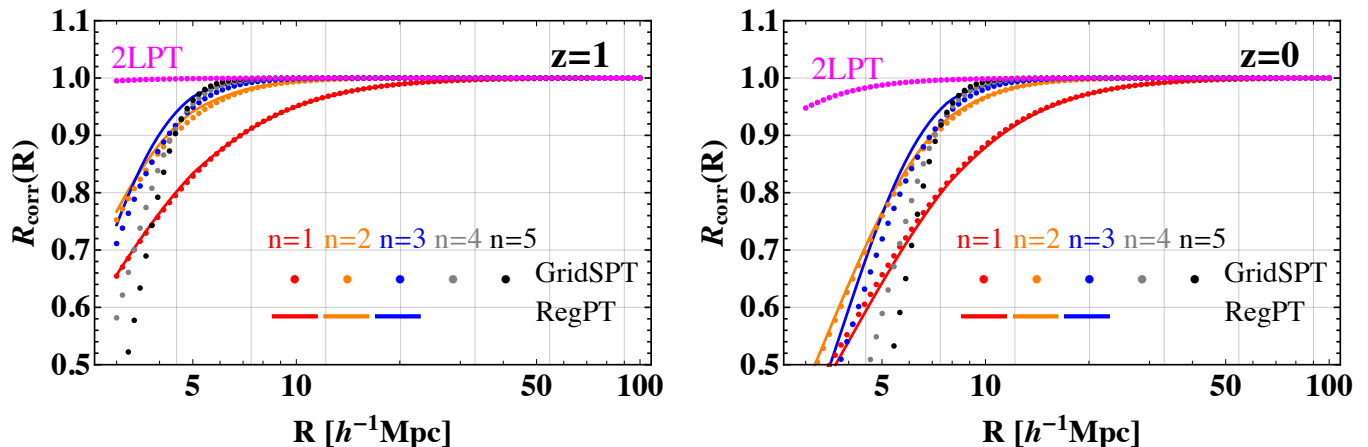 1.1
1.0
0.9
0.8
0.7
0.6
0.5
R_corr(R)
2LPT
z=1
n=1 n=2 n=3 n=4 n=5
GridSPT
RegPT
5 10 50 100
R [h⁻¹Mpc]
1.1
1.0
0.9
0.8
0.7
0.6
0.5
R_corr(R)
2LPT
z=0
n=1 n=2 n=3 n=4 n=5
GridSPT
RegPT
5 10 50 100
R [h⁻¹Mpc]